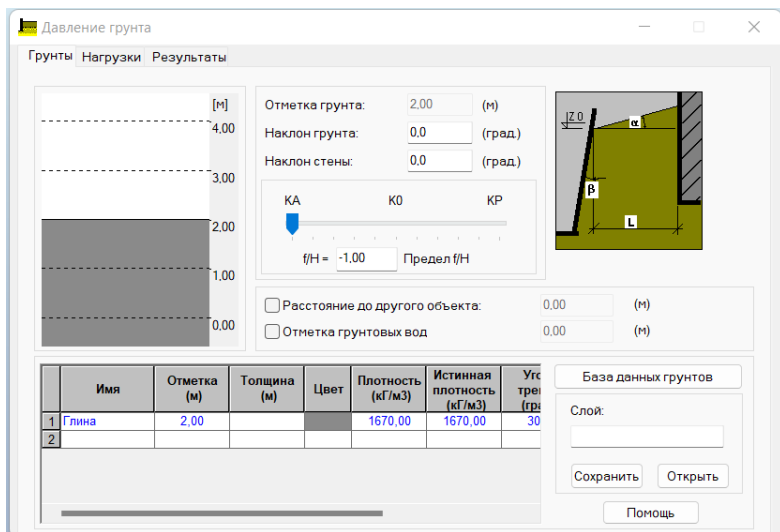 Давление грунта
Грунты Нагрузки Результаты
[м]
4,00
3,00
2,00
1,00
0,00
Отметка грунта: 2,00 (м)
Наклон грунта: 0,0 (град.)
Наклон стены: 0,0 (град.)
КА К0 КР
f/H = -1,00 Предел f/H
Z 0
α
β
L
Расстояние до другого объекта: 0,00 (м)
Отметка грунтовых вод 0,00 (м)
Имя Отметка (м) Толщина (м) Цвет Плотность (кГ/м3) Истинная плотность (кГ/м3) Уго трен (гра
1 Глина 2,00 1670,00 1670,00 30
2
База данных грунтов
Слой:
Сохранить Открыть
Помощь